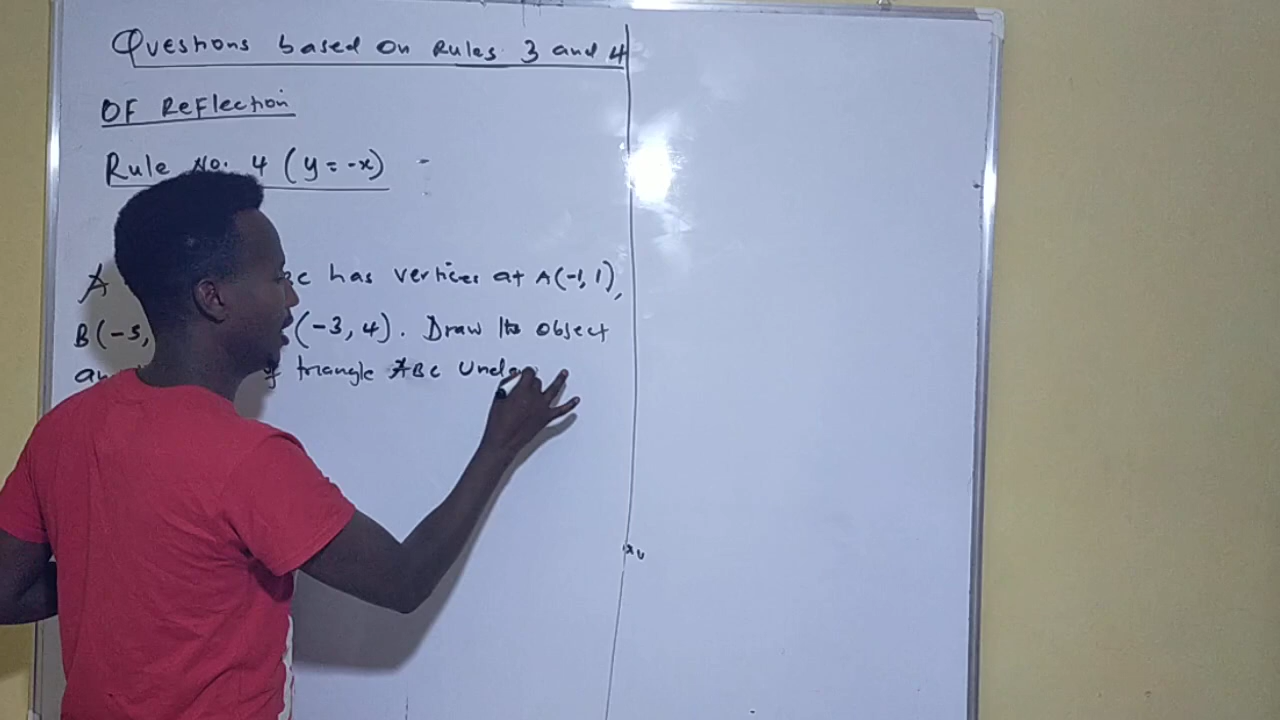 Questions based on Rules 3 and 4
OF Reflection
Rule No. 4 (y = -x)
A has vertices at A(-1, 1),
B(-5, (-3, 4). Draw the object
triangle ABC Under